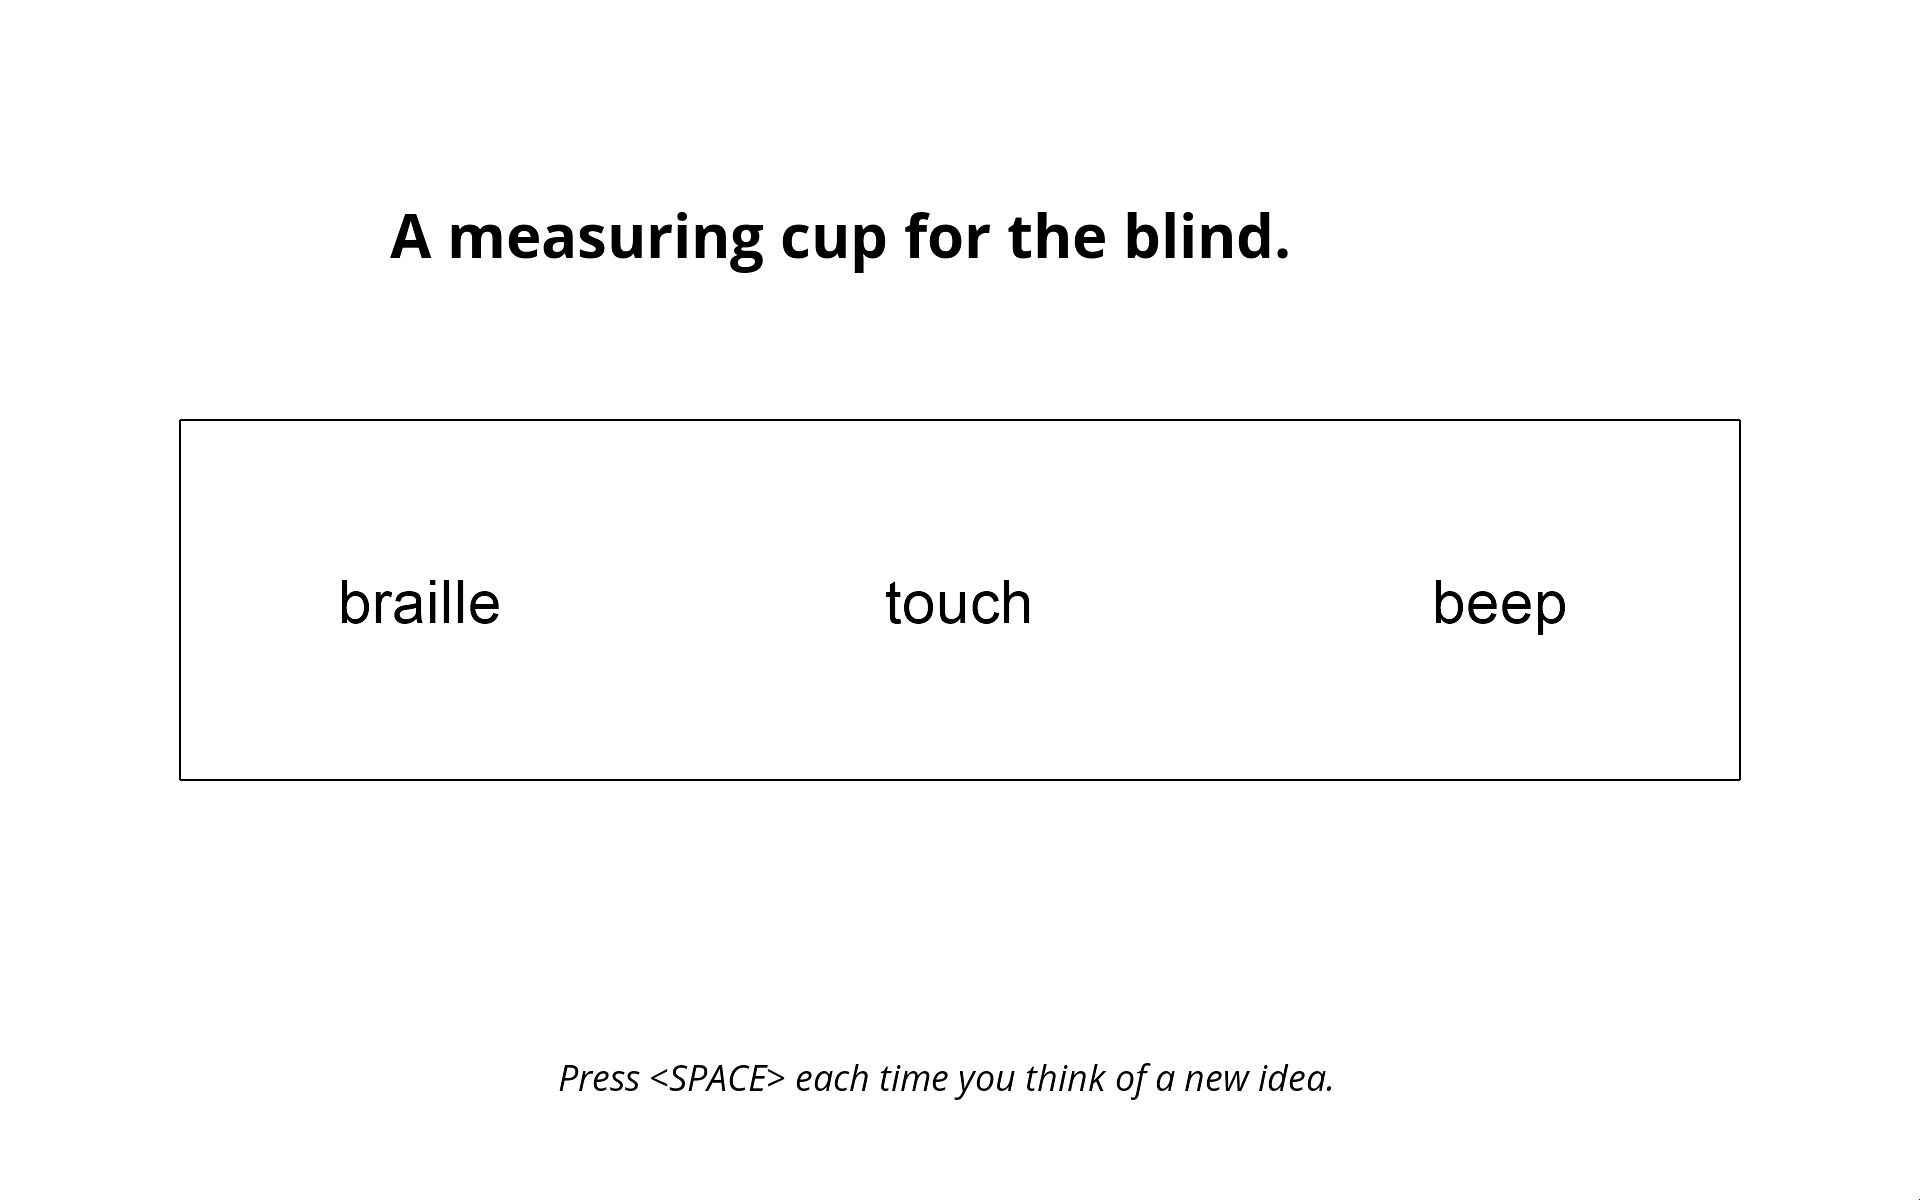 A measuring cup for the blind.
braille touch beep
Press <SPACE> each time you think of a new idea.